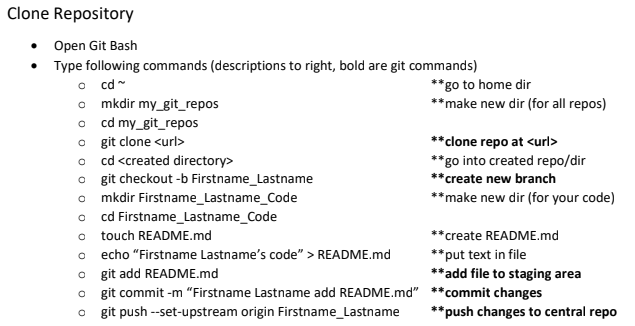 Clone Repository
• Open Git Bash
• Type following commands (descriptions to right, bold are git commands)
○ cd ~ **go to home dir
○ mkdir my_git_repos **make new dir (for all repos)
○ cd my_git_repos
○ git clone <url> **clone repo at <url>
○ cd <created directory> **go into created repo/dir
○ git checkout -b Firstname_Lastname **create new branch
○ mkdir Firstname_Lastname_Code **make new dir (for your code)
○ cd Firstname_Lastname_Code
○ touch README.md **create README.md
○ echo “Firstname Lastname’s code” > README.md **put text in file
○ git add README.md **add file to staging area
○ git commit -m “Firstname Lastname add README.md” **commit changes
○ git push --set-upstream origin Firstname_Lastname **push changes to central repo